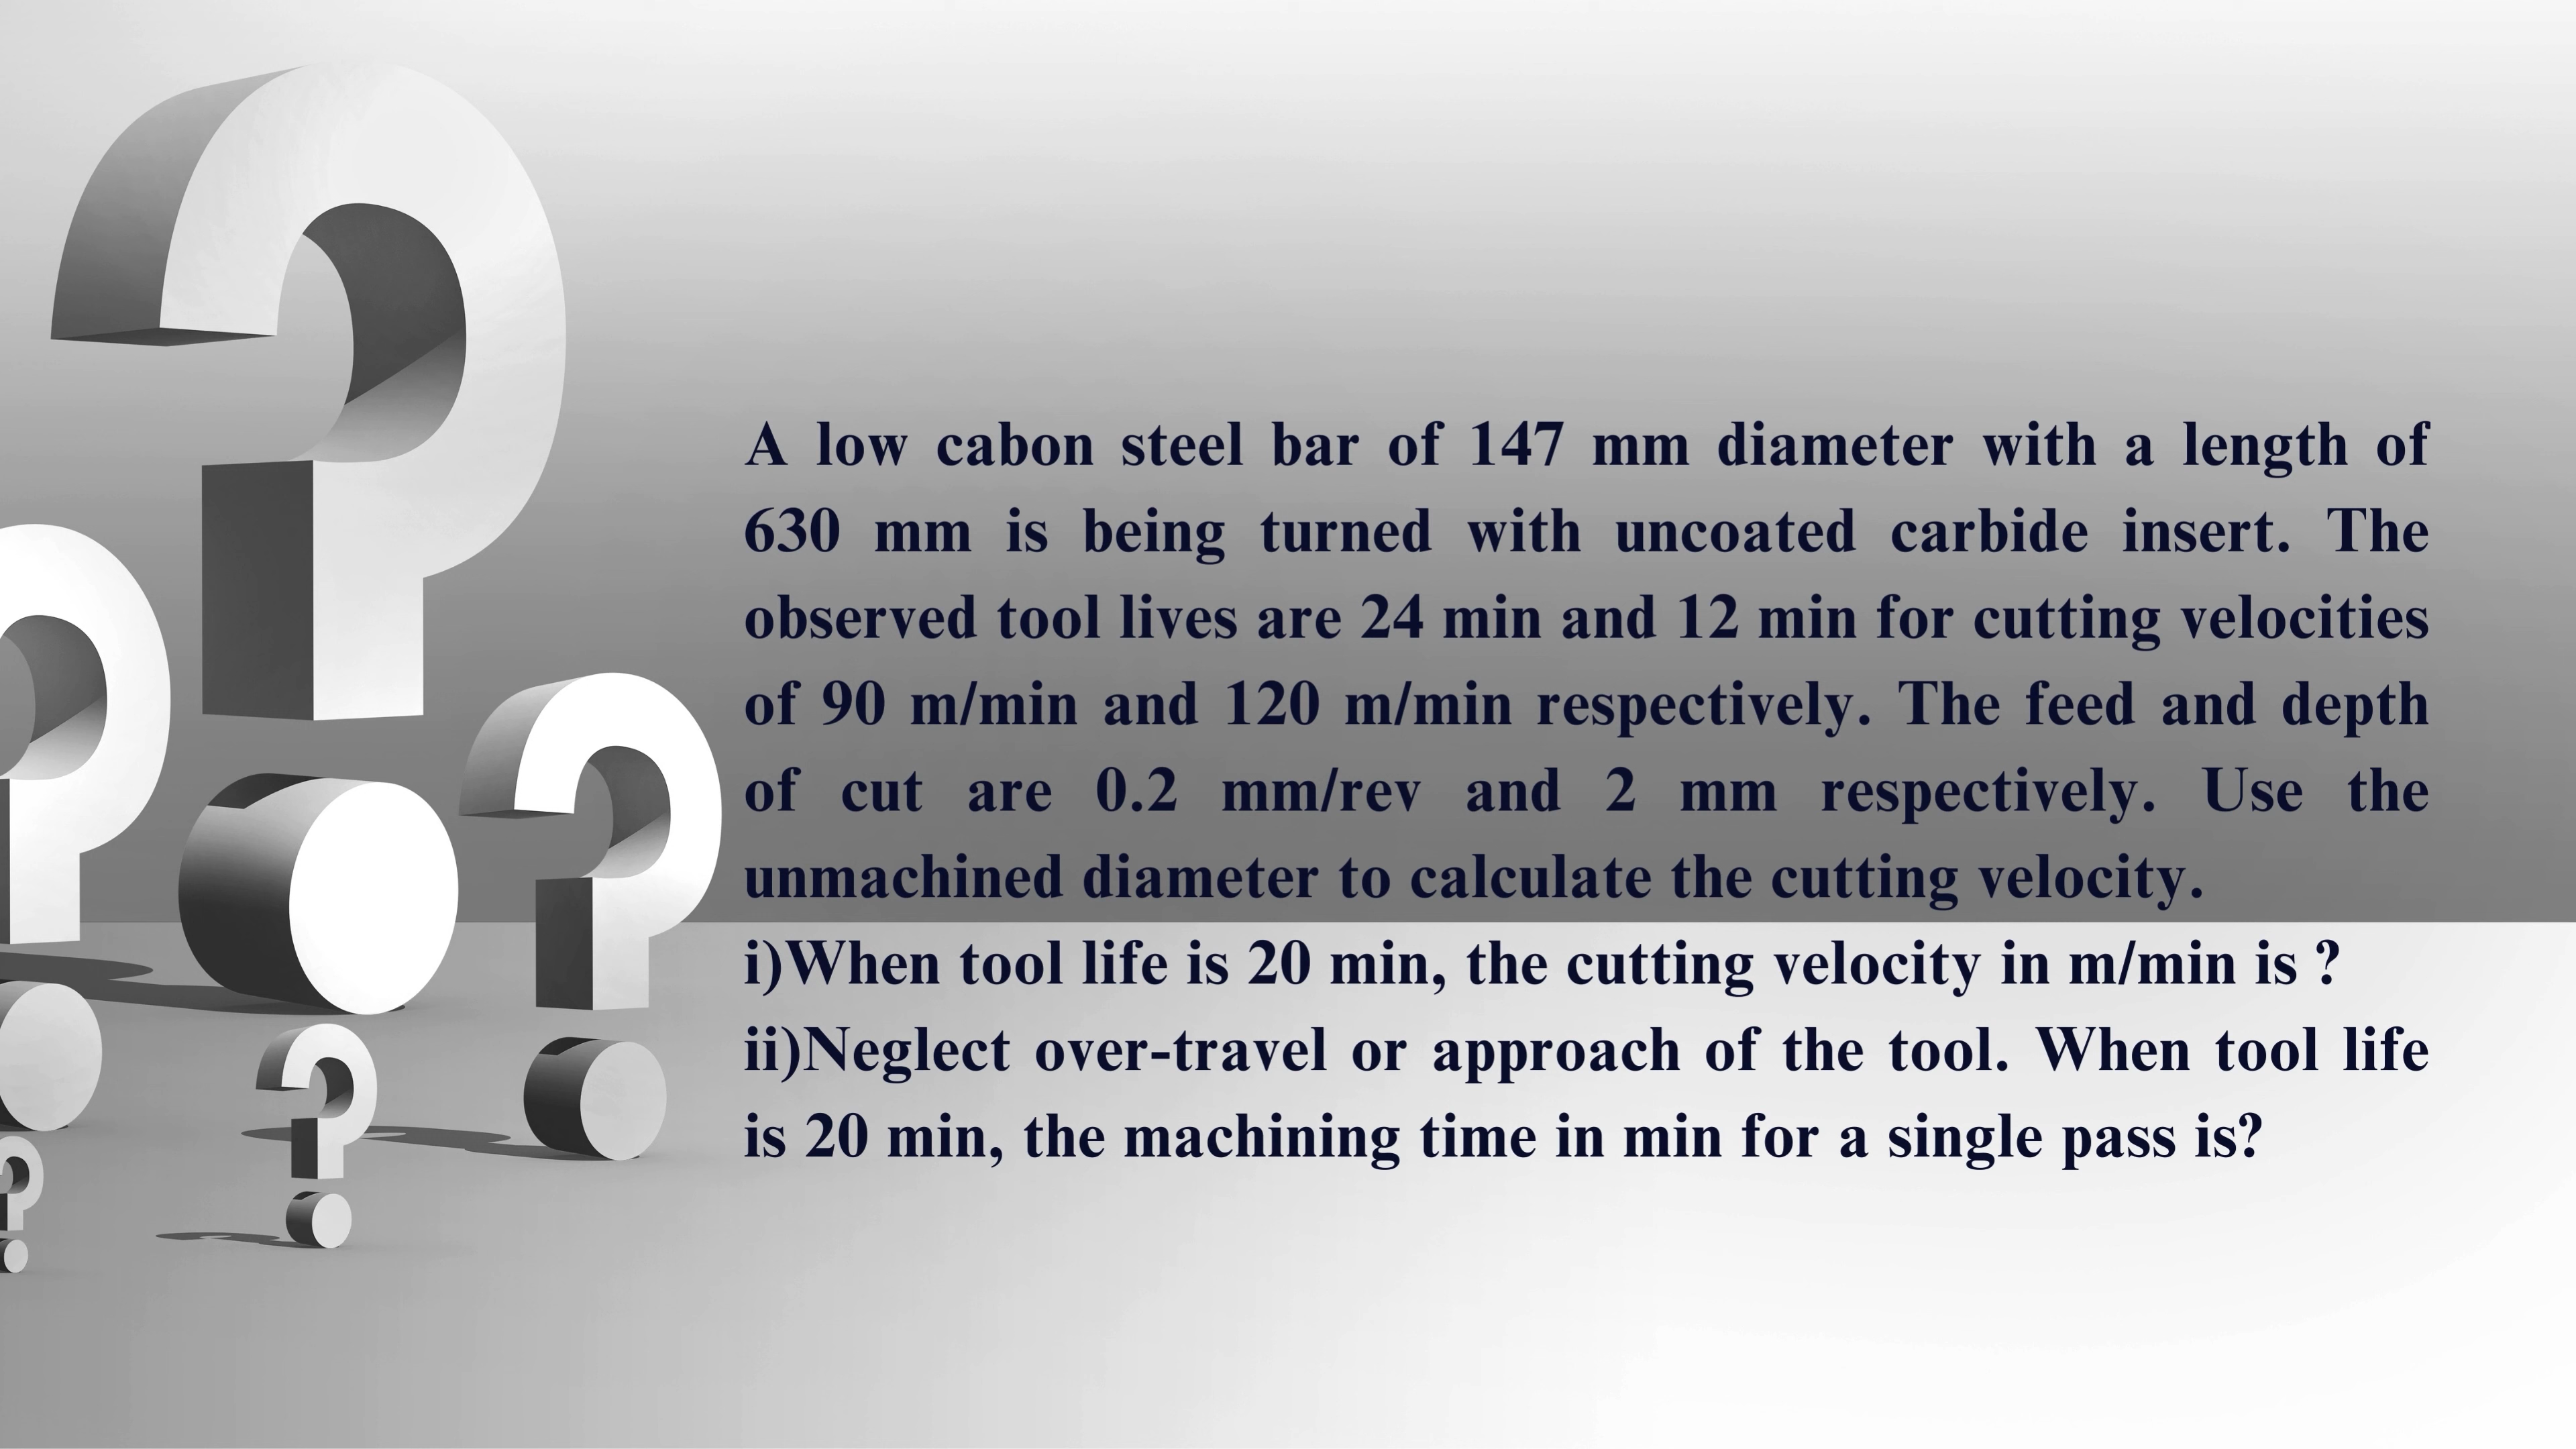 A low cabon steel bar of 147 mm diameter with a length of
630 mm is being turned with uncoated carbide insert. The
observed tool lives are 24 min and 12 min for cutting velocities
of 90 m/min and 120 m/min respectively. The feed and depth
of cut are 0.2 mm/rev and 2 mm respectively. Use the
unmachined diameter to calculate the cutting velocity.
i)When tool life is 20 min, the cutting velocity in m/min is ?
ii)Neglect over-travel or approach of the tool. When tool life
is 20 min, the machining time in min for a single pass is?